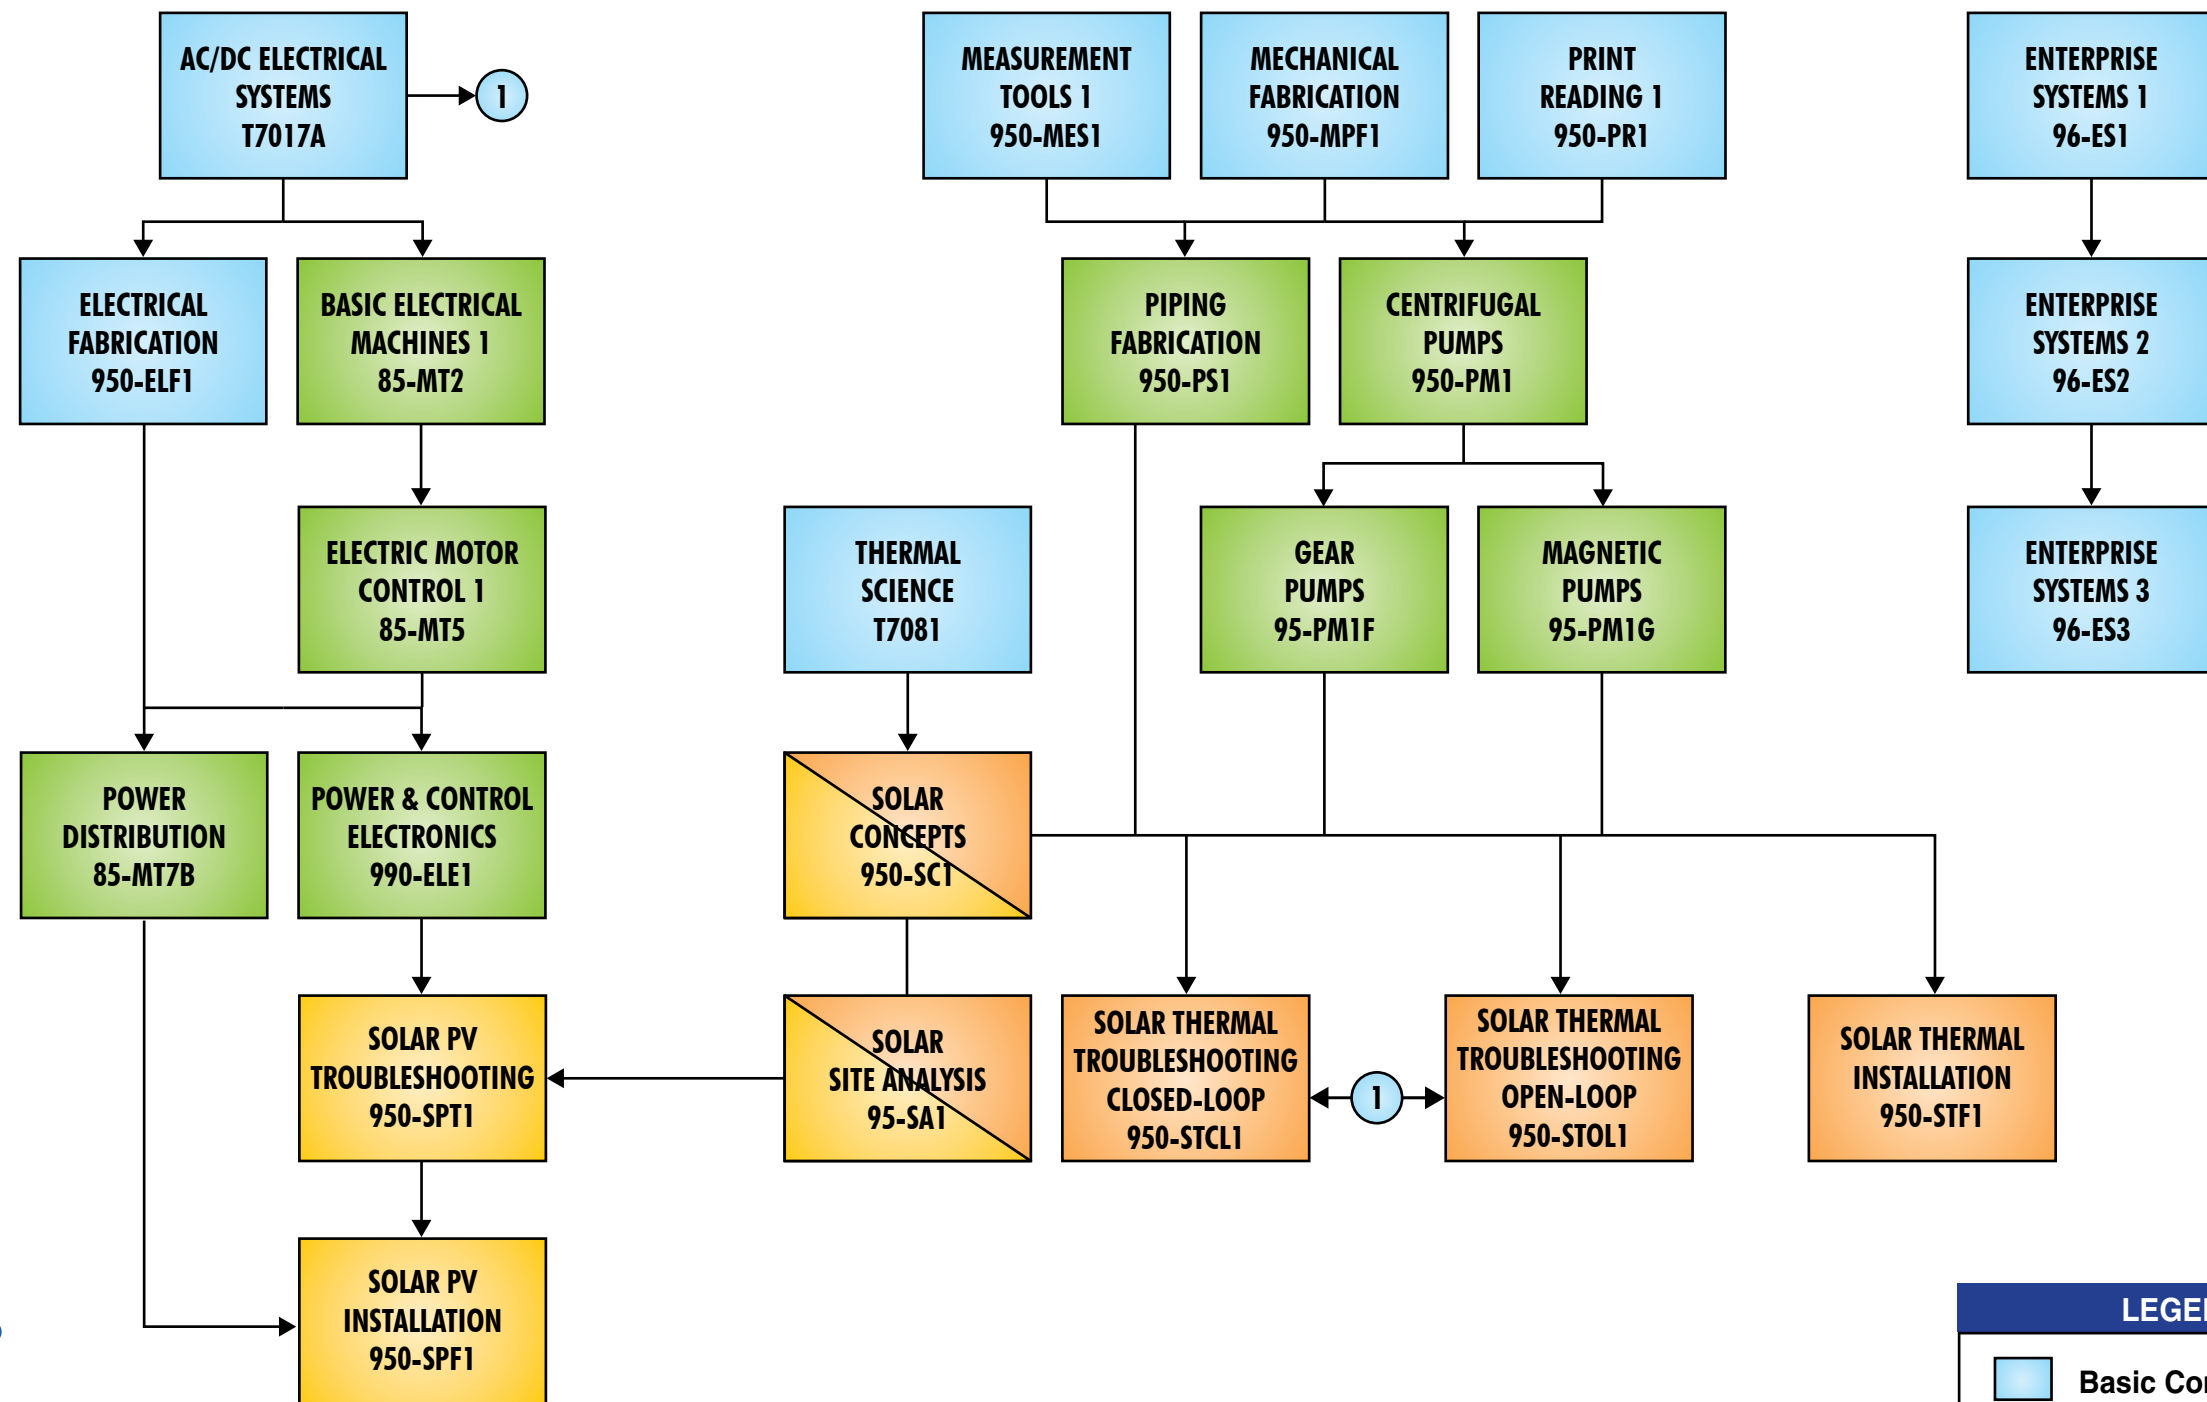 AC/DC ELECTRICAL
SYSTEMS
T7017A
1
MEASUREMENT
TOOLS 1
950-MES1
MECHANICAL
FABRICATION
950-MPF1
PRINT
READING 1
950-PR1
ENTERPRISE
SYSTEMS 1
96-ES1
ELECTRICAL
FABRICATION
950-ELF1
BASIC ELECTRICAL
MACHINES 1
85-MT2
PIPING
FABRICATION
950-PS1
CENTRIFUGAL
PUMPS
950-PM1
ENTERPRISE
SYSTEMS 2
96-ES2
ELECTRIC MOTOR
CONTROL 1
85-MT5
THERMAL
SCIENCE
T7081
GEAR
PUMPS
95-PM1F
MAGNETIC
PUMPS
95-PM1G
ENTERPRISE
SYSTEMS 3
96-ES3
POWER
DISTRIBUTION
85-MT7B
POWER & CONTROL
ELECTRONICS
990-ELE1
SOLAR
CONCEPTS
950-SC1
SOLAR PV
TROUBLESHOOTING
950-SPT1
SOLAR
SITE ANALYSIS
95-SA1
SOLAR THERMAL
TROUBLESHOOTING
CLOSED-LOOP
950-STCL1
1
SOLAR THERMAL
TROUBLESHOOTING
OPEN-LOOP
950-STOL1
SOLAR THERMAL
INSTALLATION
950-STF1
SOLAR PV
INSTALLATION
950-SPF1
Basic